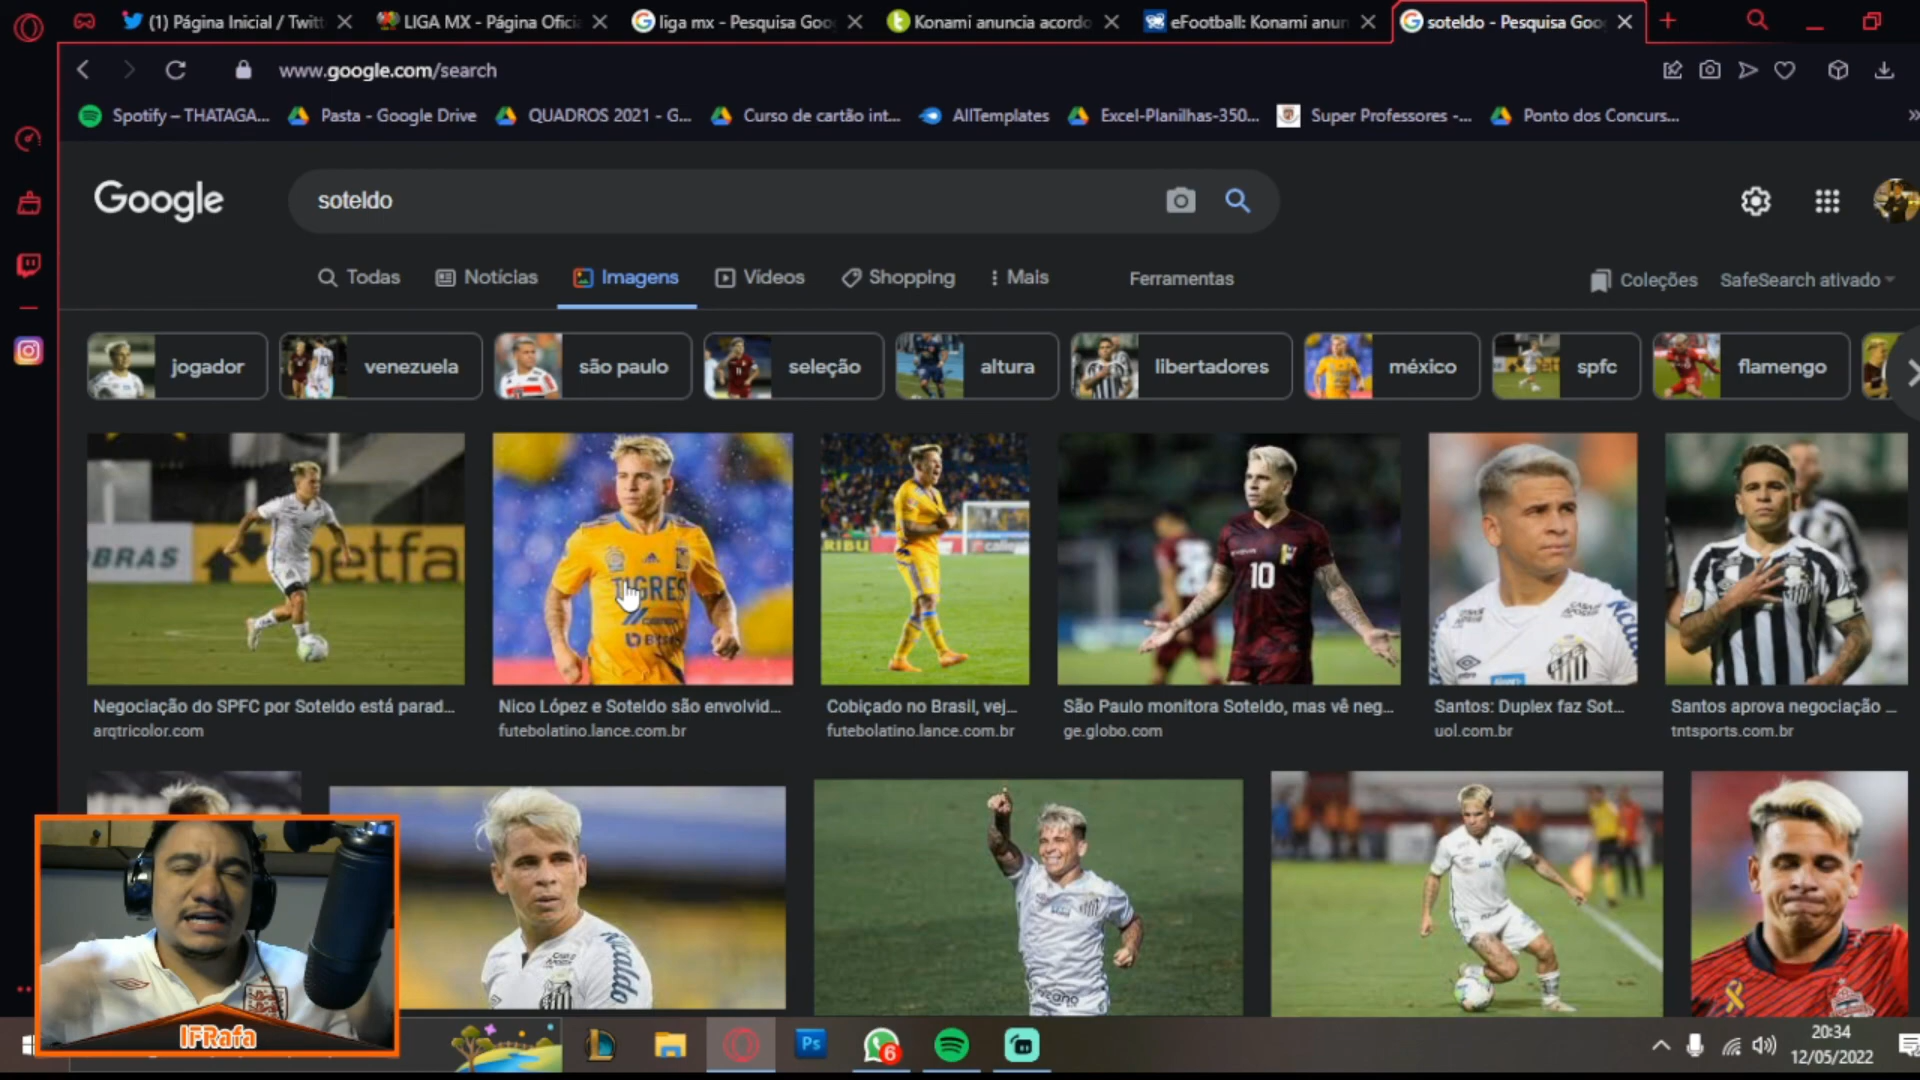 (1) Página Inicial / Twitt
LIGA MX - Página Oficia
liga mx - Pesquisa Goo
Konami anuncia acordo
eFootball: Konami anun
soteldo - Pesquisa Goo
www.google.com/search
Spotify – THATAGA...
Pasta - Google Drive
QUADROS 2021 - G...
Curso de cartão int...
AllTemplates
Excel-Planilhas-350...
Super Professores -...
Ponto dos Concurs...
Google
soteldo
Todas
Notícias
Imagens
Vídeos
Shopping
Mais
Ferramentas
Coleções
SafeSearch ativado
jogador
venezuela
são paulo
seleção
altura
libertadores
méxico
spfc
flamengo
OBRAS
betfa
TIGRES
RIBU
10
Negociação do SPFC por Soteldo está parad...
arqtricolor.com
Nico López e Soteldo são envolvid...
futebolatino.lance.com.br
Cobiçado no Brasil, vej...
futebolatino.lance.com.br
São Paulo monitora Soteldo, mas vê neg...
ge.globo.com
Santos: Duplex faz Sot...
uol.com.br
Santos aprova negociação ...
tntsports.com.br
IFRafa
Ps
6
20:34
12/05/2022